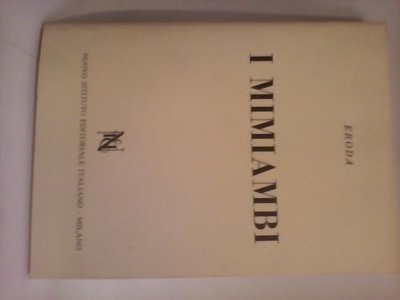 ERODA
I MIMIAMBI
NUOVO ISTITUTO EDITORIALE ITALIANO - MILANO